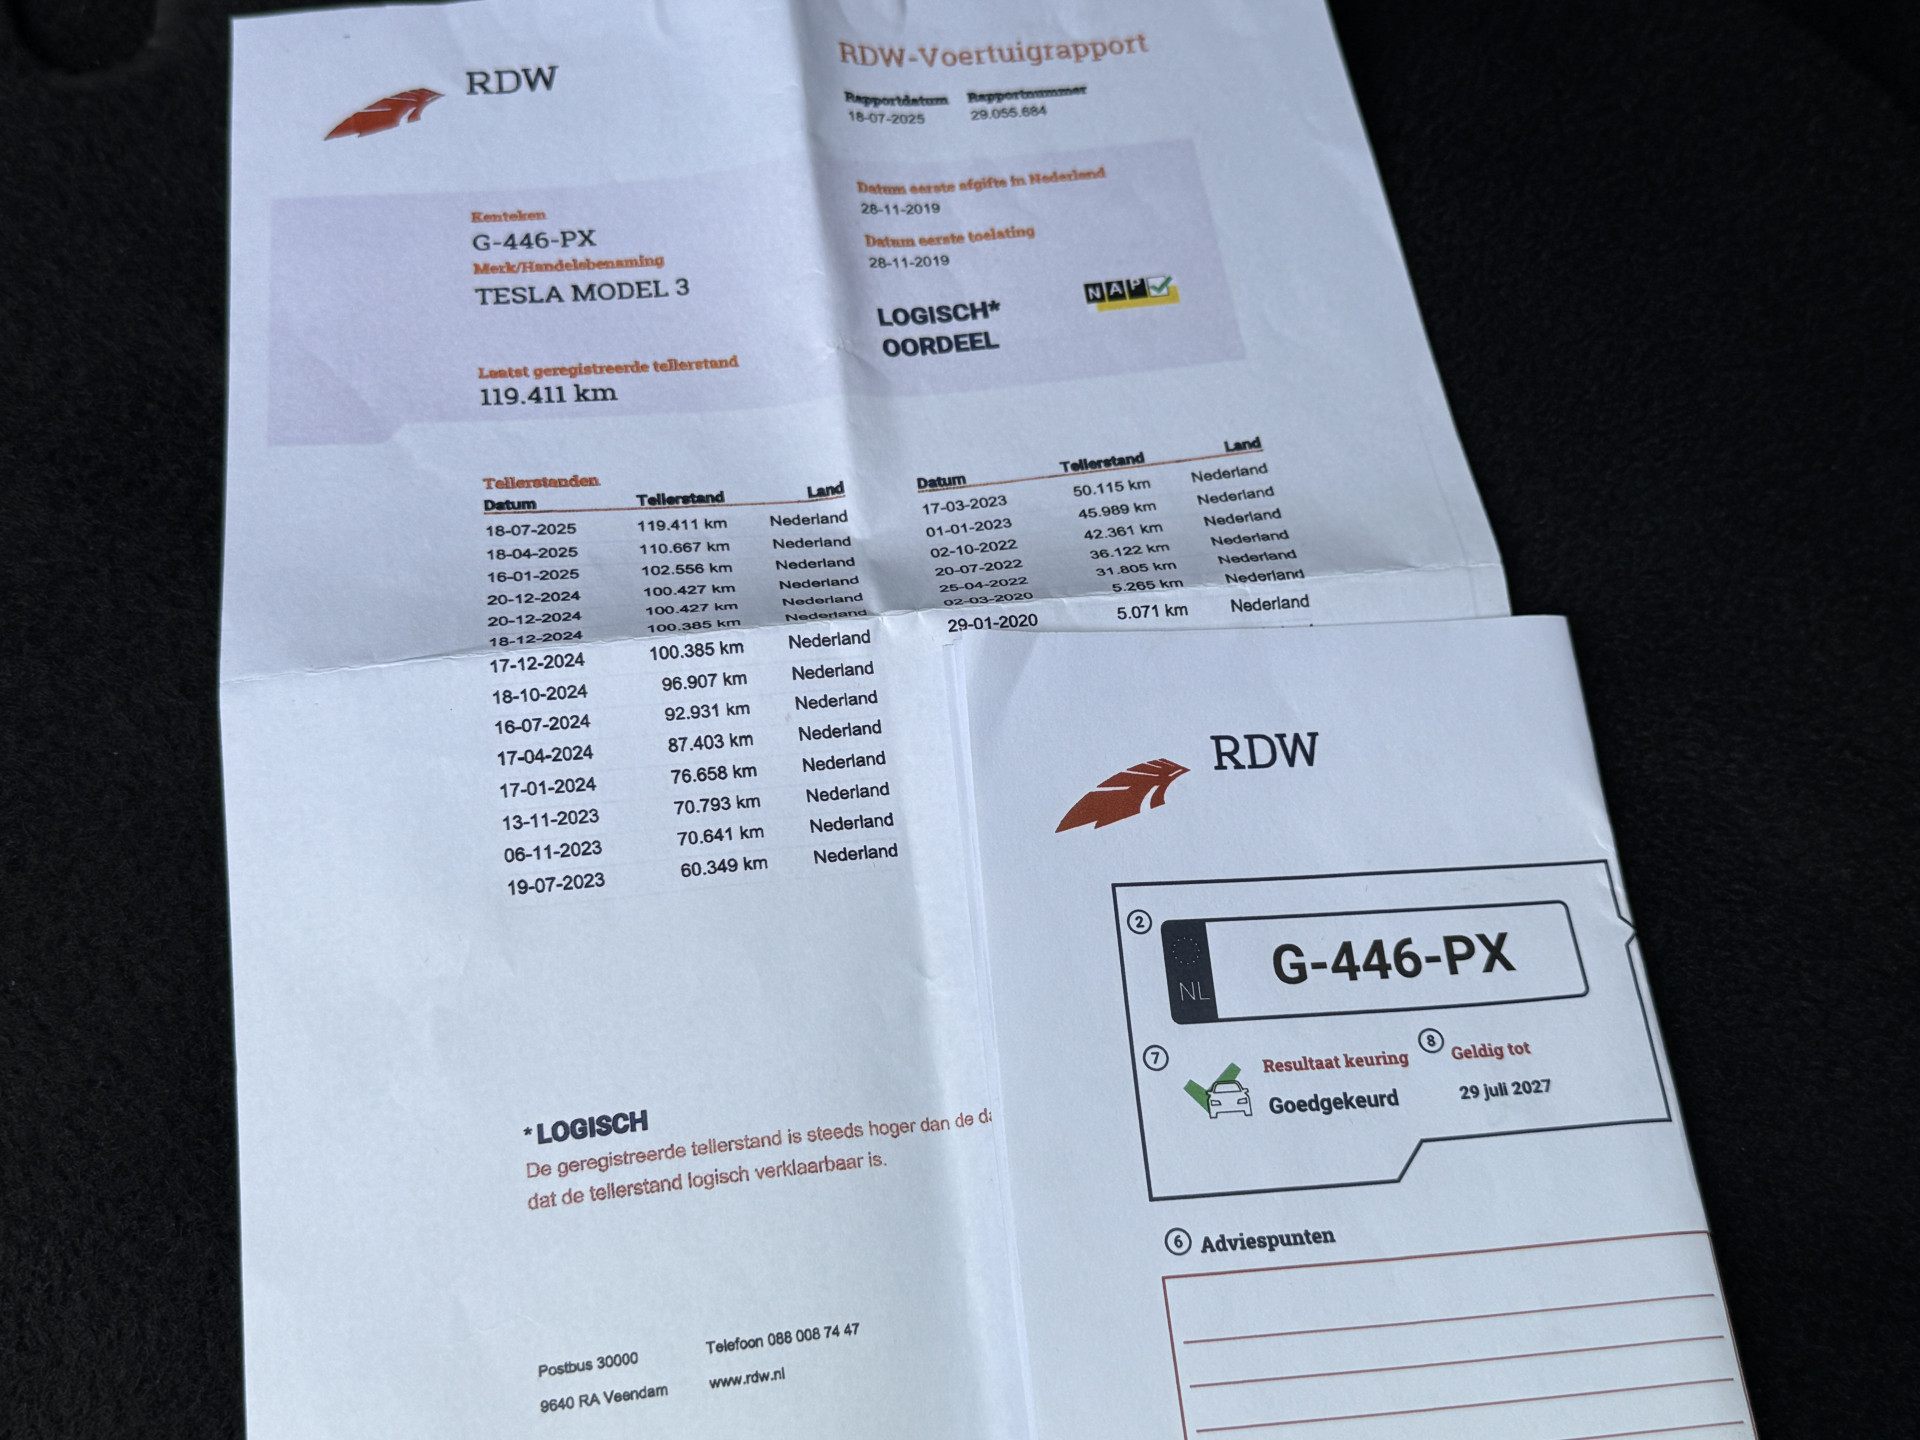 RDW
RDW-Voertuigrapport
Rapportdatum Rapportnummer
18-07-2025 29.055.684
Kenteken
G-446-PX
Merk/Handelsbenaming
TESLA MODEL 3
Laatst geregistreerde tellerstand
119.411 km
Datum eerste afgifte in Nederland
28-11-2019
Datum eerste toelating
28-11-2019
LOGISCH*
OORDEEL
NAP
Tellerstanden
Datum Tellerstand Land
18-07-2025 119.411 km Nederland
18-04-2025 110.667 km Nederland
16-01-2025 102.556 km Nederland
20-12-2024 100.427 km Nederland
20-12-2024 100.427 km Nederland
18-12-2024 100.385 km Nederland
17-12-2024 100.385 km Nederland
18-10-2024 96.907 km Nederland
16-07-2024 92.931 km Nederland
17-04-2024 87.403 km Nederland
17-01-2024 76.658 km Nederland
13-11-2023 70.793 km Nederland
06-11-2023 70.641 km Nederland
19-07-2023 60.349 km Nederland
Datum Tellerstand Land
17-03-2023 50.115 km Nederland
01-01-2023 45.989 km Nederland
02-10-2022 42.361 km Nederland
20-07-2022 36.122 km Nederland
25-04-2022 31.805 km Nederland
02-03-2020 5.265 km Nederland
29-01-2020 5.071 km Nederland
*LOGISCH
De geregistreerde tellerstand is steeds hoger dan de
dat de tellerstand logisch verklaarbaar is.
Postbus 30000 Telefoon 088 008 74 47
9640 RA Veendam www.rdw.nl
RDW
2
NL
G-446-PX
7 Resultaat keuring 8 Geldig tot
Goedgekeurd 29 juli 2027
6 Adviespunten